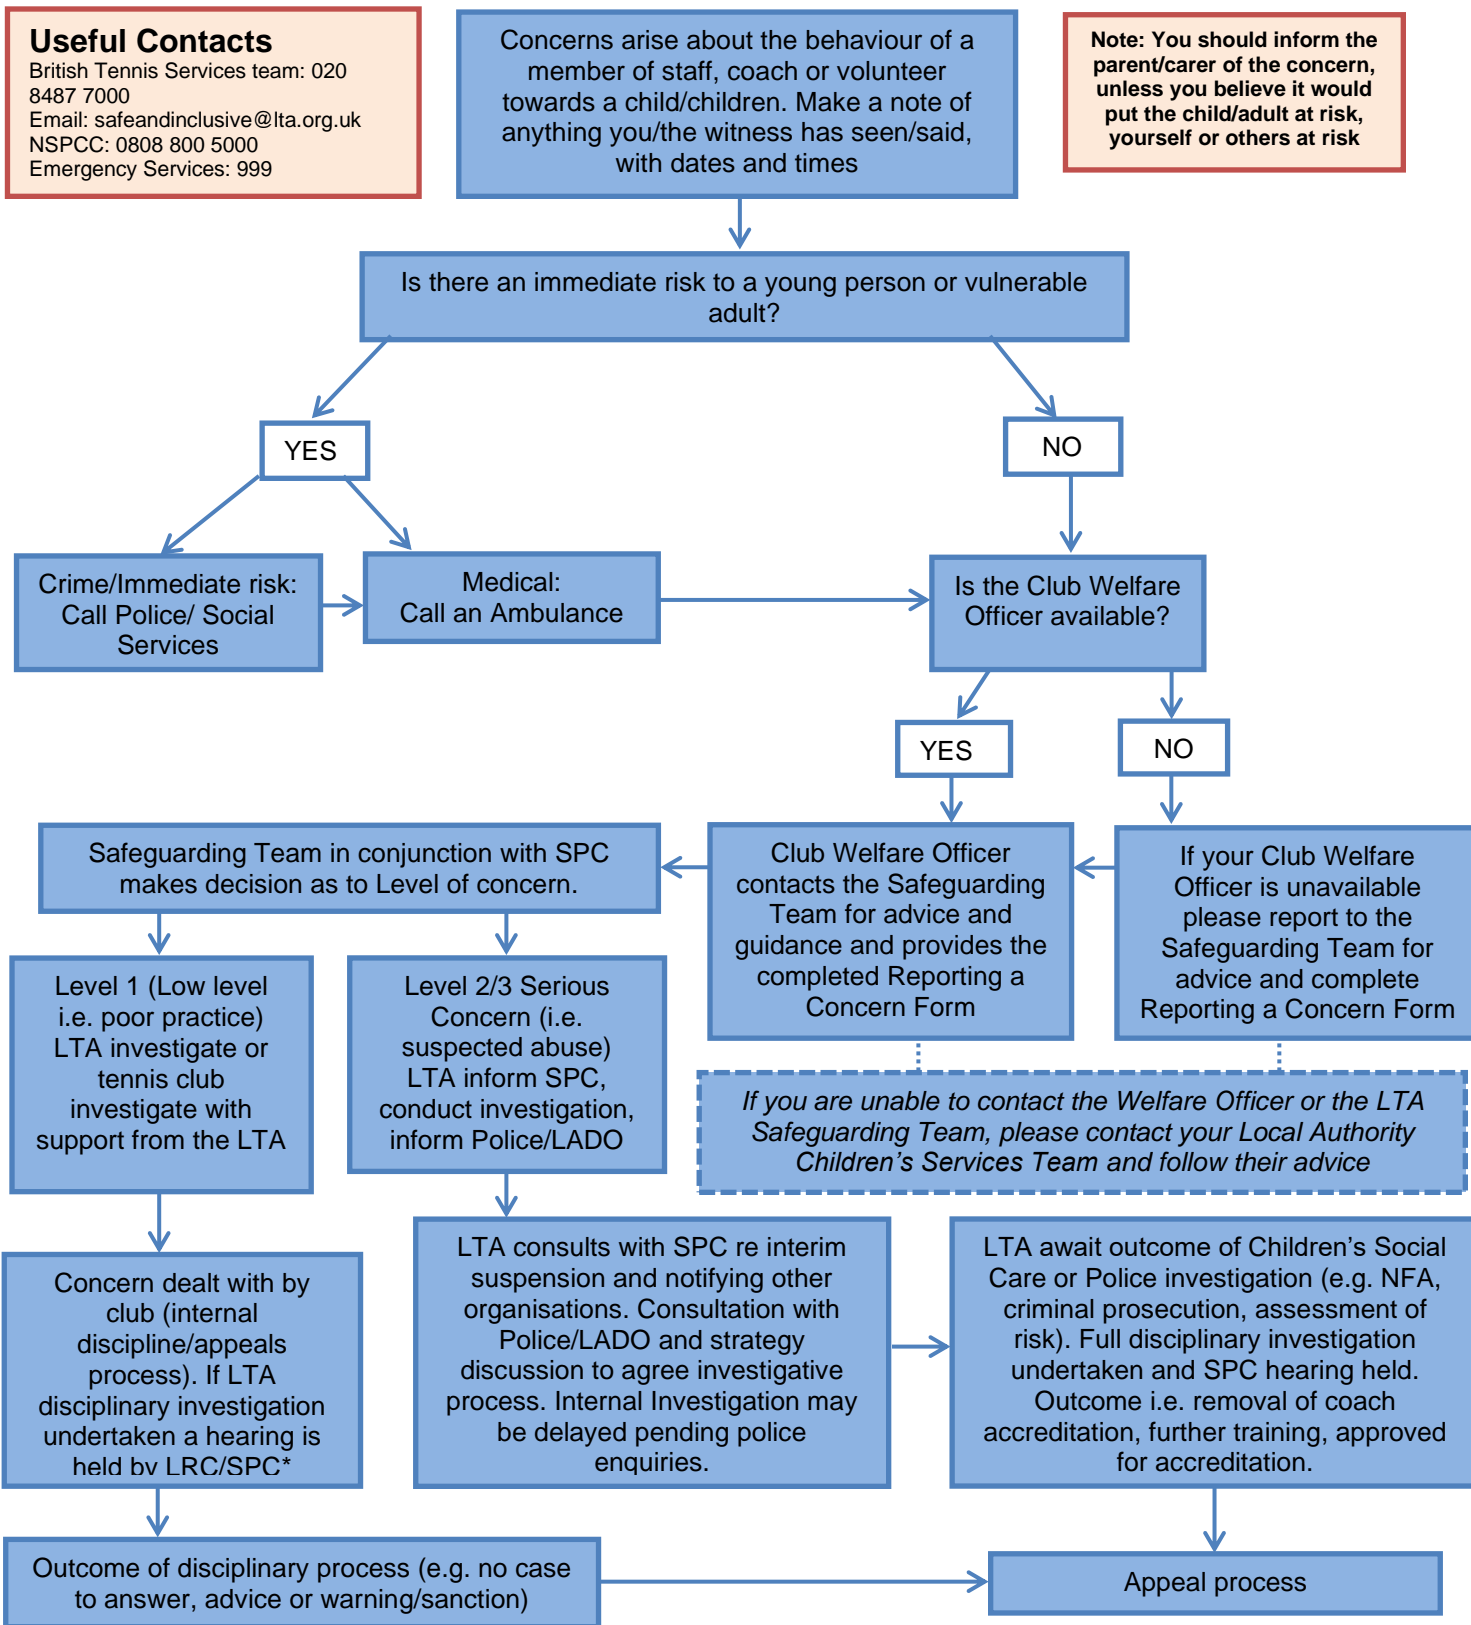 Useful Contacts
British Tennis Services team: 020
8487 7000
Email: safeandinclusive@lta.org.uk
NSPCC: 0808 800 5000
Emergency Services: 999
Concerns arise about the behaviour of a
member of staff, coach or volunteer
towards a child/children. Make a note of
anything you/the witness has seen/said,
with dates and times
Note: You should inform the
parent/carer of the concern,
unless you believe it would
put the child/adult at risk,
yourself or others at risk
Is there an immediate risk to a young person or vulnerable
adult?
YES
NO
Crime/Immediate risk:
Call Police/ Social
Services
Medical:
Call an Ambulance
Is the Club Welfare
Officer available?
YES
NO
Safeguarding Team in conjunction with SPC
makes decision as to Level of concern.
Club Welfare Officer
contacts the Safeguarding
Team for advice and
guidance and provides the
completed Reporting a
Concern Form
If your Club Welfare
Officer is unavailable
please report to the
Safeguarding Team for
advice and complete
Reporting a Concern Form
Level 1 (Low level
i.e. poor practice)
LTA investigate or
tennis club
investigate with
support from the LTA
Level 2/3 Serious
Concern (i.e.
suspected abuse)
LTA inform SPC,
conduct investigation,
inform Police/LADO
If you are unable to contact the Welfare Officer or the LTA
Safeguarding Team, please contact your Local Authority
Children's Services Team and follow their advice
Concern dealt with by
club (internal
discipline/appeals
process). If LTA
disciplinary investigation
undertaken a hearing is
held by LRC/SPC*
LTA consults with SPC re interim
suspension and notifying other
organisations. Consultation with
Police/LADO and strategy
discussion to agree investigative
process. Internal Investigation may
be delayed pending police
enquiries.
LTA await outcome of Children's Social
Care or Police investigation (e.g. NFA,
criminal prosecution, assessment of
risk). Full disciplinary investigation
undertaken and SPC hearing held.
Outcome i.e. removal of coach
accreditation, further training, approved
for accreditation.
Outcome of disciplinary process (e.g. no case
to answer, advice or warning/sanction)
Appeal process